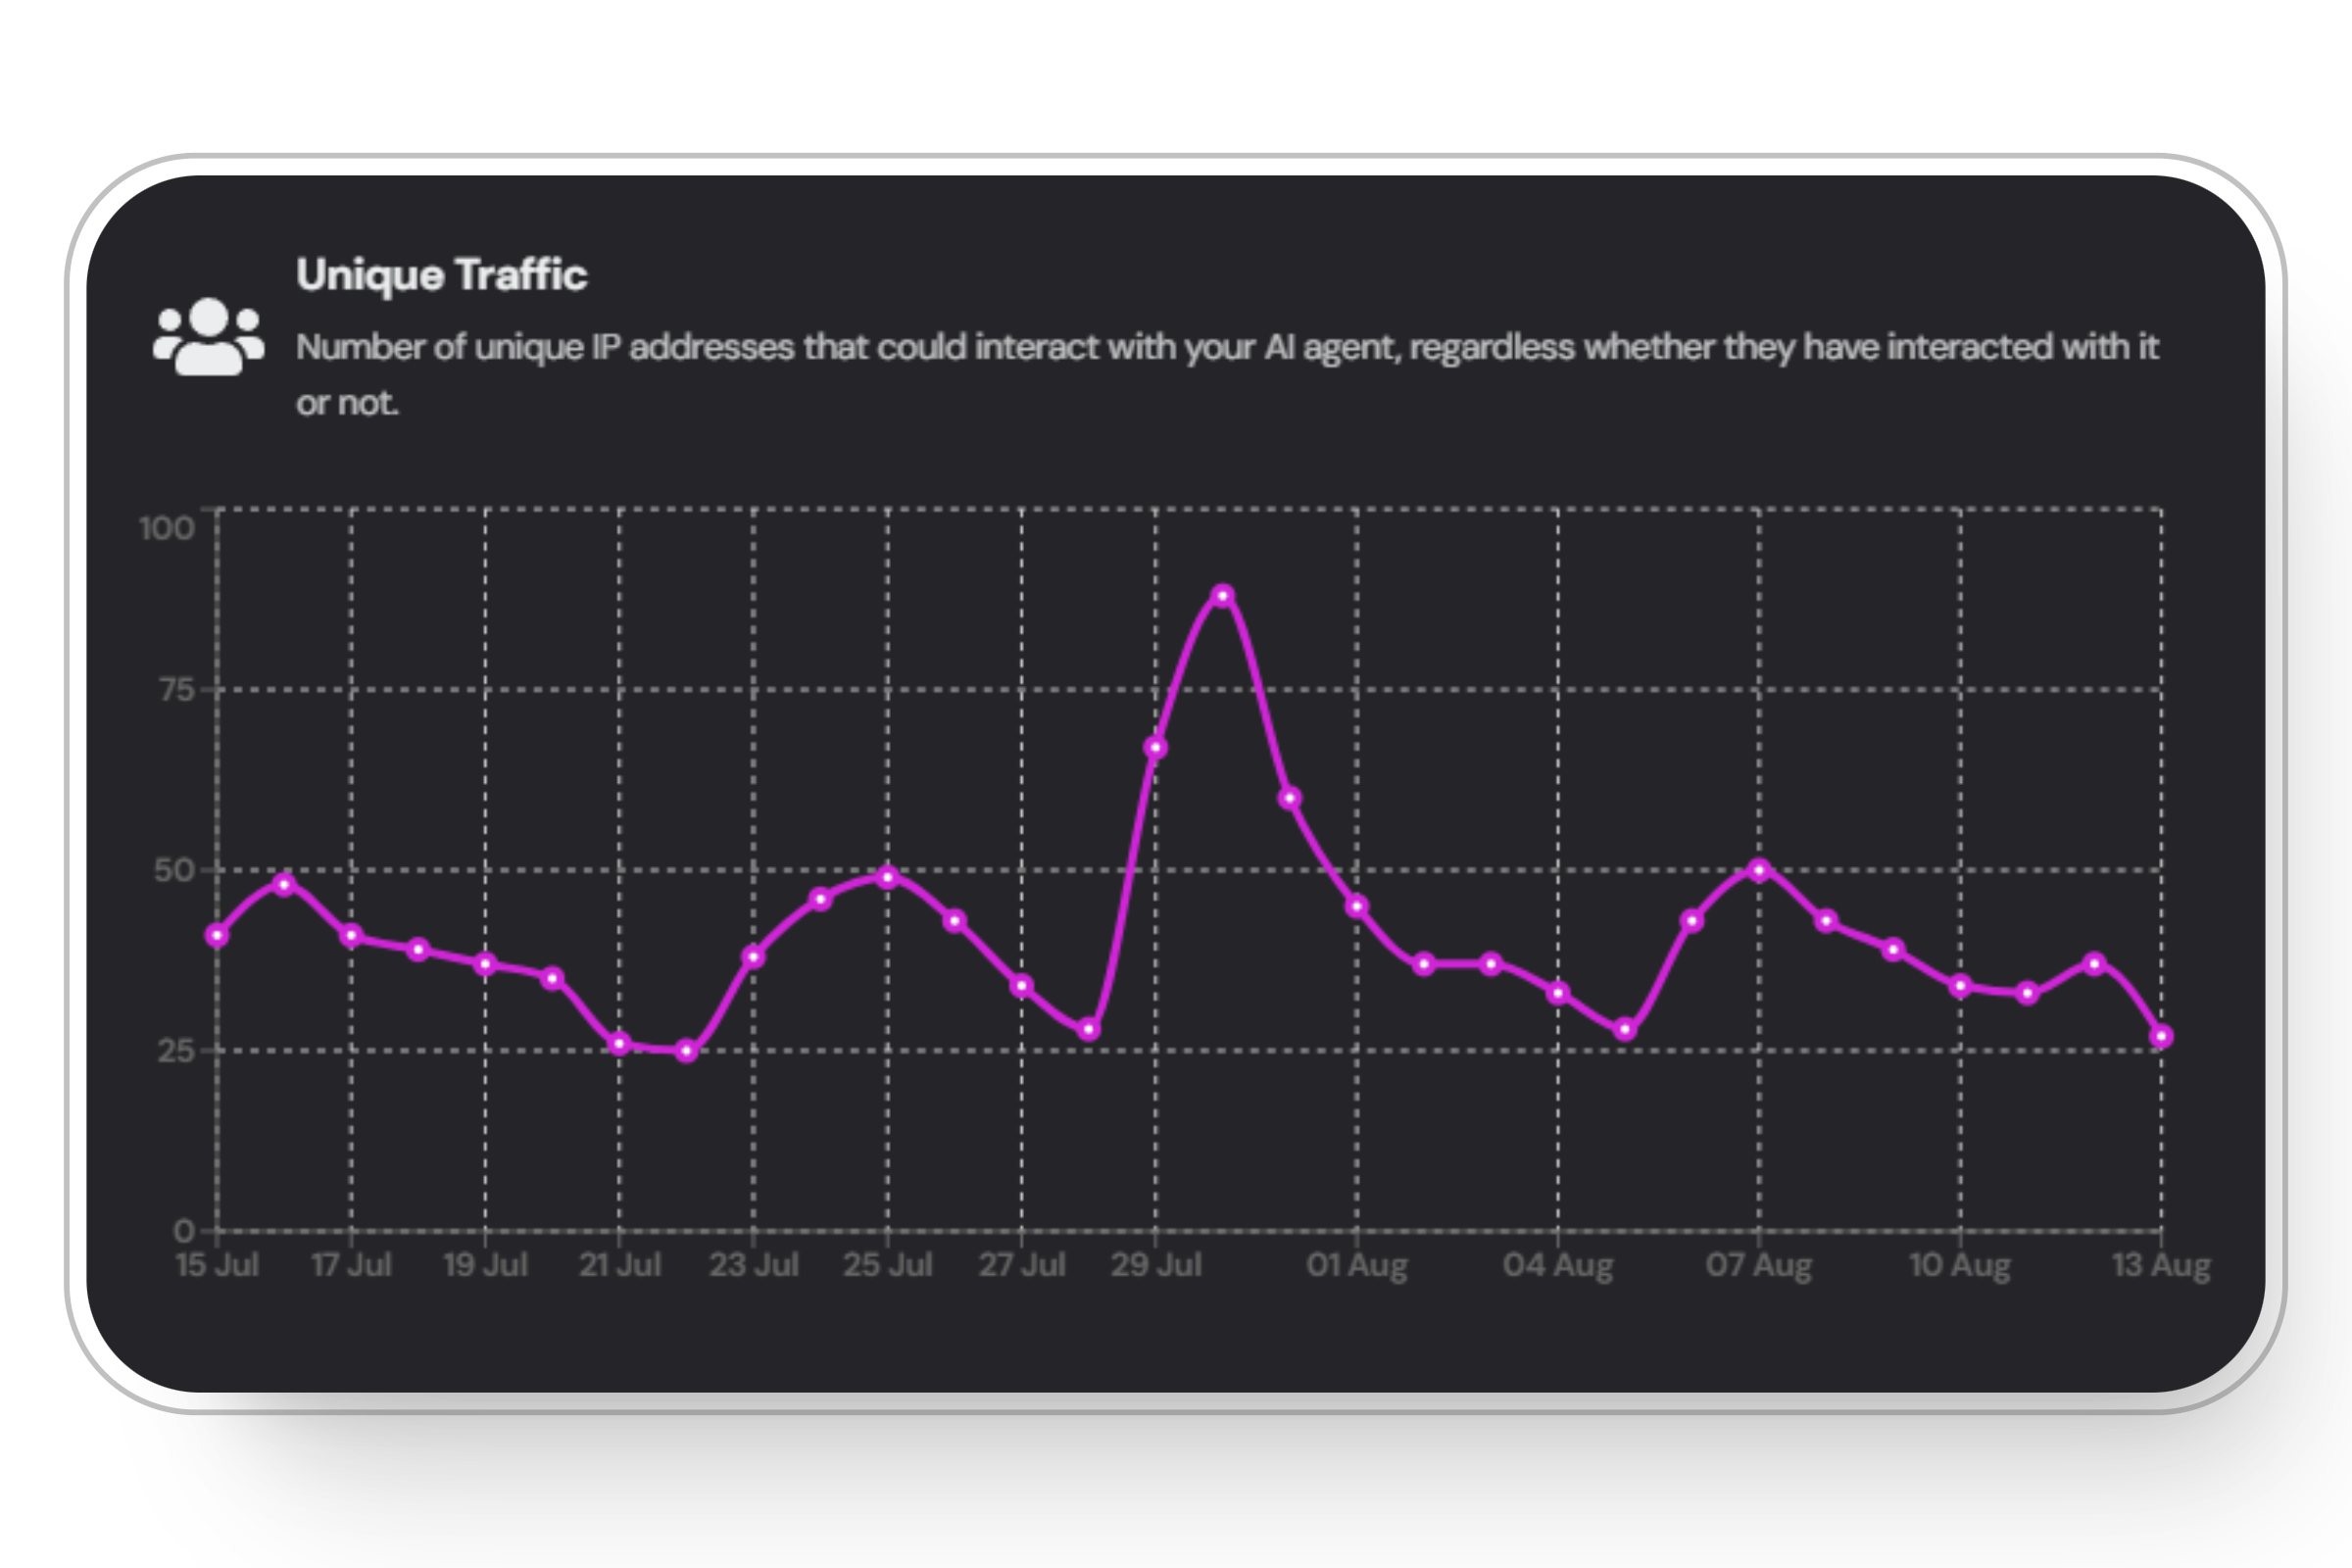 Unique Traffic
Number of unique IP addresses that could interact with your AI agent, regardless whether they have interacted with it
or not.
100
75
50
25
0
15 Jul 17 Jul 19 Jul 21 Jul 23 Jul 25 Jul 27 Jul 29 Jul 01 Aug 04 Aug 07 Aug 10 Aug 13 Aug